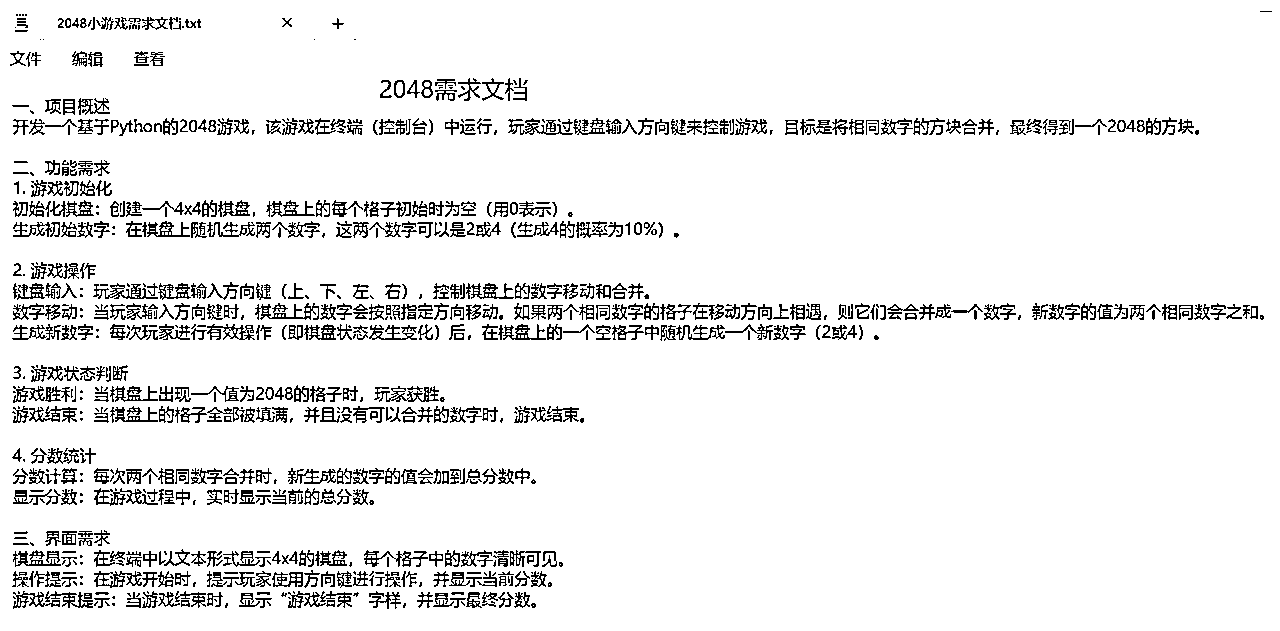 2048小游戏需求文档.txt × +
文件 编辑 查看
2048需求文档
一、项目概述
开发一个基于Python的2048游戏，该游戏在终端（控制台）中运行，玩家通过键盘输入方向键来控制游戏，目标是将相同数字的方块合并，最终得到一个2048的方块。
二、功能需求
1. 游戏初始化
初始化棋盘：创建一个4x4的棋盘，棋盘上的每个格子初始时为空（用0表示）。
生成初始数字：在棋盘上随机生成两个数字，这两个数字可以是2或4（生成4的概率为10%）。
2. 游戏操作
键盘输入：玩家通过键盘输入方向键（上、下、左、右），控制棋盘上的数字移动和合并。
数字移动：当玩家输入方向键时，棋盘上的数字会按照指定方向移动。如果两个相同数字的格子在移动方向上相遇，则它们会合并成一个数字，新数字的值为两个相同数字之和。
生成新数字：每次玩家进行有效操作（即棋盘状态发生变化）后，在棋盘上的一个空格子中随机生成一个新数字（2或4）。
3. 游戏状态判断
游戏胜利：当棋盘上出现一个值为2048的格子时，玩家获胜。
游戏结束：当棋盘上的格子全部被填满，并且没有可以合并的数字时，游戏结束。
4. 分数统计
分数计算：每次两个相同数字合并时，新生成的数字的值会加到总分数中。
显示分数：在游戏过程中，实时显示当前的总分数。
三、界面需求
棋盘显示：在终端中以文本形式显示4x4的棋盘，每个格子中的数字清晰可见。
操作提示：在游戏开始时，提示玩家使用方向键进行操作，并显示当前分数。
游戏结束提示：当游戏结束时，显示“游戏结束”字样，并显示最终分数。